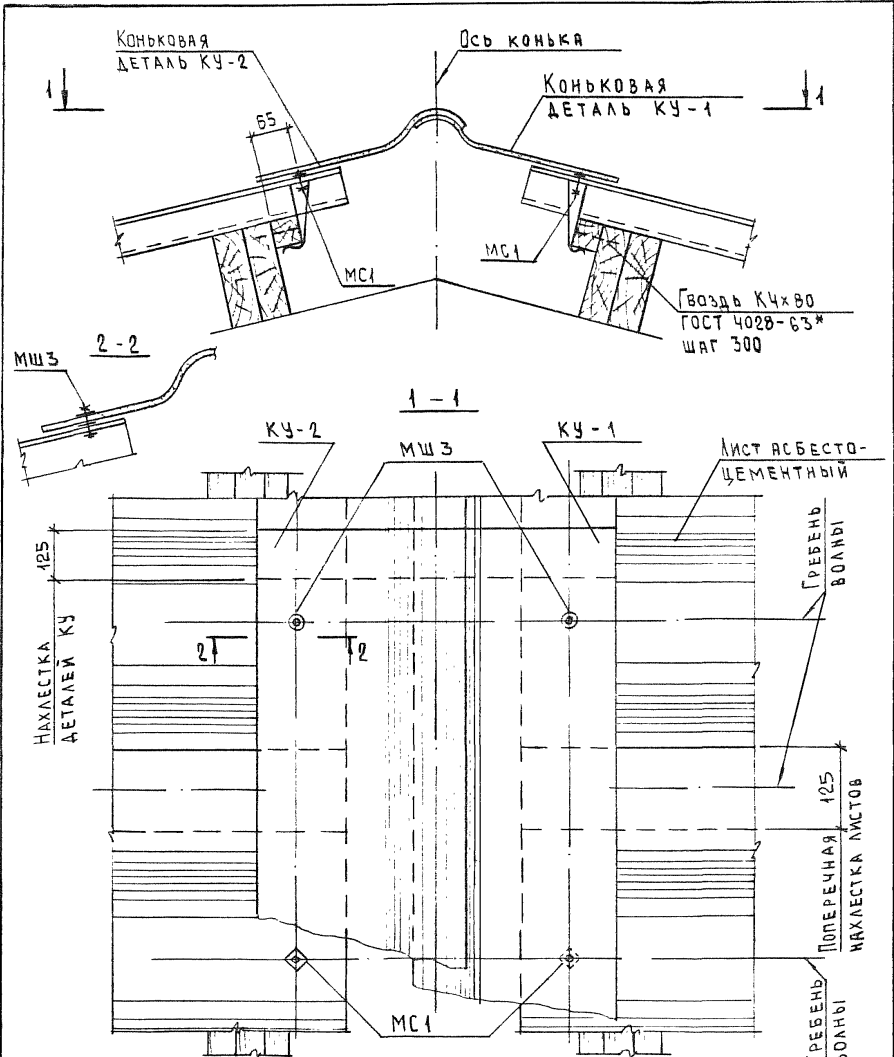 Коньковая
деталь КУ-2
Ось конька
Коньковая
деталь КУ-1
1
1
65
МС1
МС1
Гвоздь К4×80
ГОСТ 4028-63*
шаг 300
2-2
МШ3
1-1
КУ-2
МШ3
КУ-1
Лист асбесто-
цементный
125
Нахлестка
деталей КУ
2
2
Гребень
волны
125
Поперечная
нахлестка листов
МС1
Гребень
волны